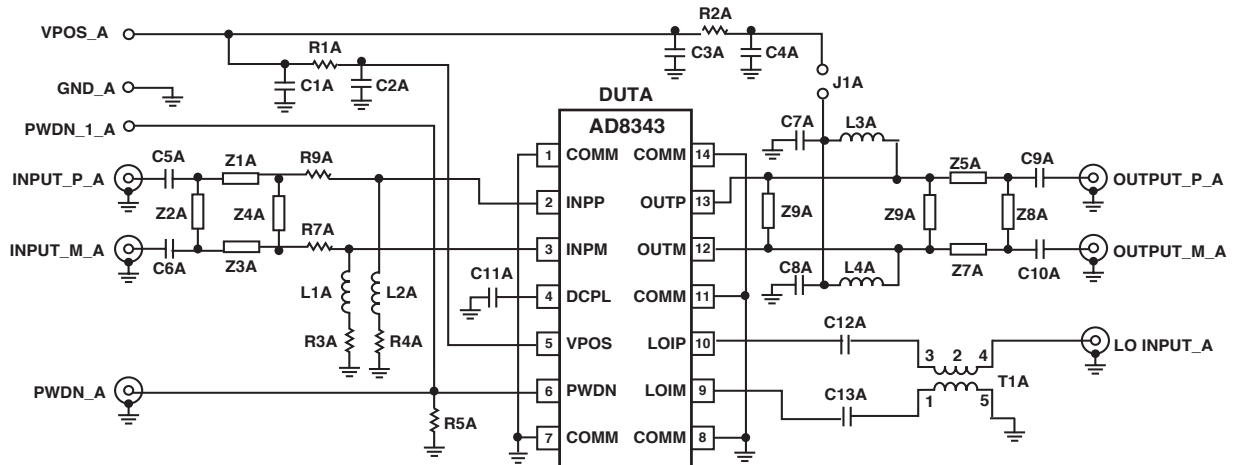 R2A
VPOS_A
R1A
C3A
C4A
C1A
C2A
J1A
GND_A
DUTA
PWDN_1_A
AD8343
C7A
L3A
C5A
Z1A
R9A
1
COMM
COMM
14
Z5A
C9A
INPUT_P_A
OUTPUT_P_A
Z2A
Z4A
2
INPP
OUTP
13
Z9A
Z9A
Z8A
R7A
INPUT_M_A
3
INPM
OUTM
12
OUTPUT_M_A
C6A
Z3A
C8A
L4A
Z7A
C10A
C11A
L1A
L2A
4
DCPL
COMM
11
C12A
R3A
R4A
5
VPOS
LOIP
10
3
2
4
LO INPUT_A
T1A
PWDN_A
6
PWDN
LOIM
9
C13A
1
5
R5A
7
COMM
COMM
8